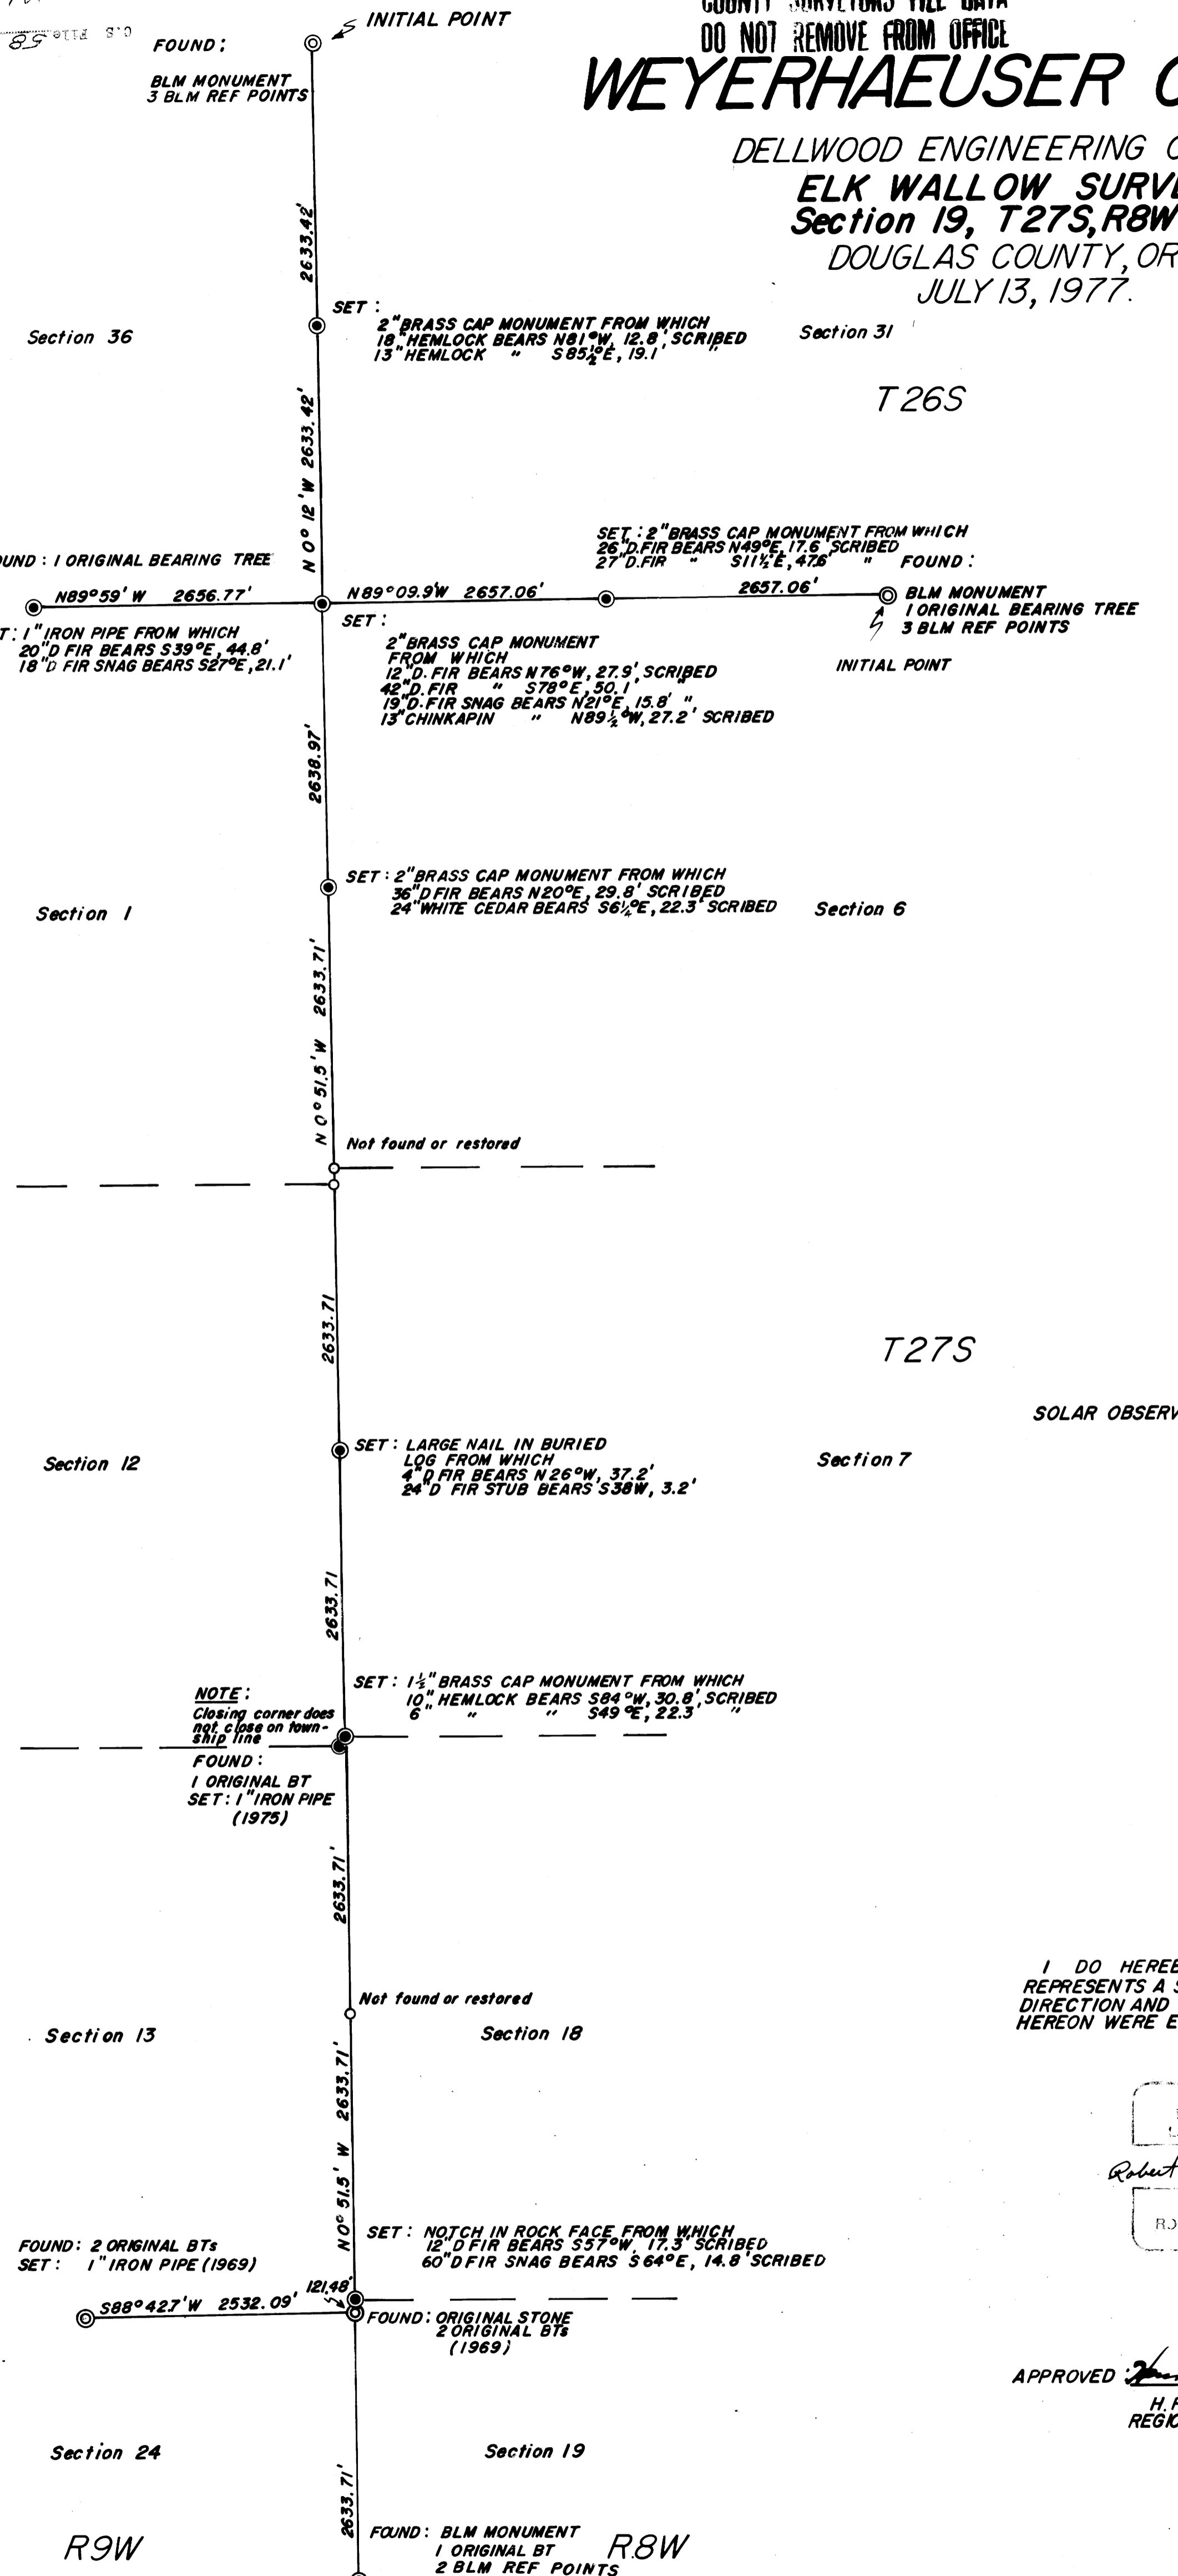 C.S File 58
COUNTY SURVEYORS FILE DATA
DO NOT REMOVE FROM OFFICE
WEYERHAEUSER
DELLWOOD ENGINEERING
ELK WALLOW
Section 19, T27S, R8W
DOUGLAS COUNTY, OR
JULY 13, 1977.
INITIAL POINT
FOUND:
BLM MONUMENT
3 BLM REF POINTS
2633.42'
SET:
2" BRASS CAP MONUMENT FROM WHICH
18" HEMLOCK BEARS N81°W, 12.8' SCRIBED
13" HEMLOCK " S85½°E, 19.1' "
Section 36
Section 31
T26S
N 0° 12' W 2633.42'
SET: 2" BRASS CAP MONUMENT FROM WHICH
26" D.FIR BEARS N49°E, 17.6' SCRIBED
27" D.FIR " S11½°E, 47.6' "
FOUND:
BLM MONUMENT
1 ORIGINAL BEARING TREE
3 BLM REF POINTS
INITIAL POINT
OUND: 1 ORIGINAL BEARING TREE
N89°59' W 2656.77'
N89°09.9'W 2657.06'
2657.06'
T: 1" IRON PIPE FROM WHICH
20" D FIR BEARS S39°E, 44.8'
18" D FIR SNAG BEARS S27°E, 21.1'
SET:
2" BRASS CAP MONUMENT
FROM WHICH
12" D. FIR BEARS N76°W, 27.9' SCRIBED
42" D. FIR " S78°E, 50.1' "
19" D. FIR SNAG BEARS N21°E, 15.8' "
13" CHINKAPIN " N89½°W, 27.2' SCRIBED
2638.97'
SET: 2" BRASS CAP MONUMENT FROM WHICH
36" D FIR BEARS N20°E, 29.8' SCRIBED
24" WHITE CEDAR BEARS S6¼°E, 22.3' SCRIBED
Section 1
Section 6
N 0° 51.5' W 2633.71'
Not found or restored
2633.71
T27S
SOLAR OBSERV
SET: LARGE NAIL IN BURIED
LOG FROM WHICH
4" D FIR BEARS N26°W, 37.2'
24" D FIR STUB BEARS S38W, 3.2'
Section 12
Section 7
2633.71
SET: 1½" BRASS CAP MONUMENT FROM WHICH
10" HEMLOCK BEARS S84°W, 30.8', SCRIBED
6" " " S49°E, 22.3' "
NOTE:
Closing corner does
not close on town-
ship line
FOUND:
1 ORIGINAL BT
SET: 1" IRON PIPE
(1975)
2633.71'
Not found or restored
Section 13
Section 18
I DO HEREB
REPRESENTS A S
DIRECTION AND
HEREON WERE E
Robert
N 0° 51.5' W 2633.71'
SET: NOTCH IN ROCK FACE FROM WHICH
12" D FIR BEARS S57°W, 17.3' SCRIBED
60" D FIR SNAG BEARS S64°E, 14.8' SCRIBED
FOUND: 2 ORIGINAL BTs
SET: 1" IRON PIPE (1969)
S88°42.7'W 2532.09'
121.48'
FOUND: ORIGINAL STONE
2 ORIGINAL BTs
(1969)
APPROVED:
H.
REGIO
Section 24
Section 19
2633.71'
R9W
R8W
FOUND: BLM MONUMENT
1 ORIGINAL BT
2 BLM REF POINTS